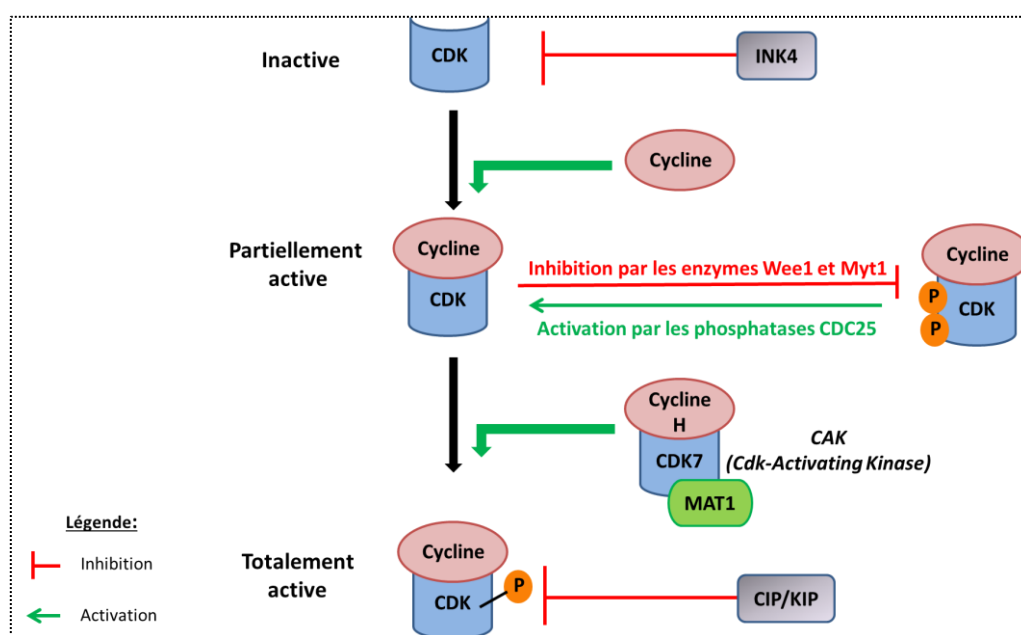 CDK
Inactive
INK4
Cycline
Partiellement
active
Cycline
CDK
Inhibition par les enzymes Wee1 et Myt1
Activation par les phosphatases CDC25
Cycline
P
CDK
P
Cycline
H
CDK7
MAT1
CAK
(Cdk-Activating Kinase)
Légende:
Inhibition
Activation
Totalement
active
Cycline
CDK
P
CIP/KIP